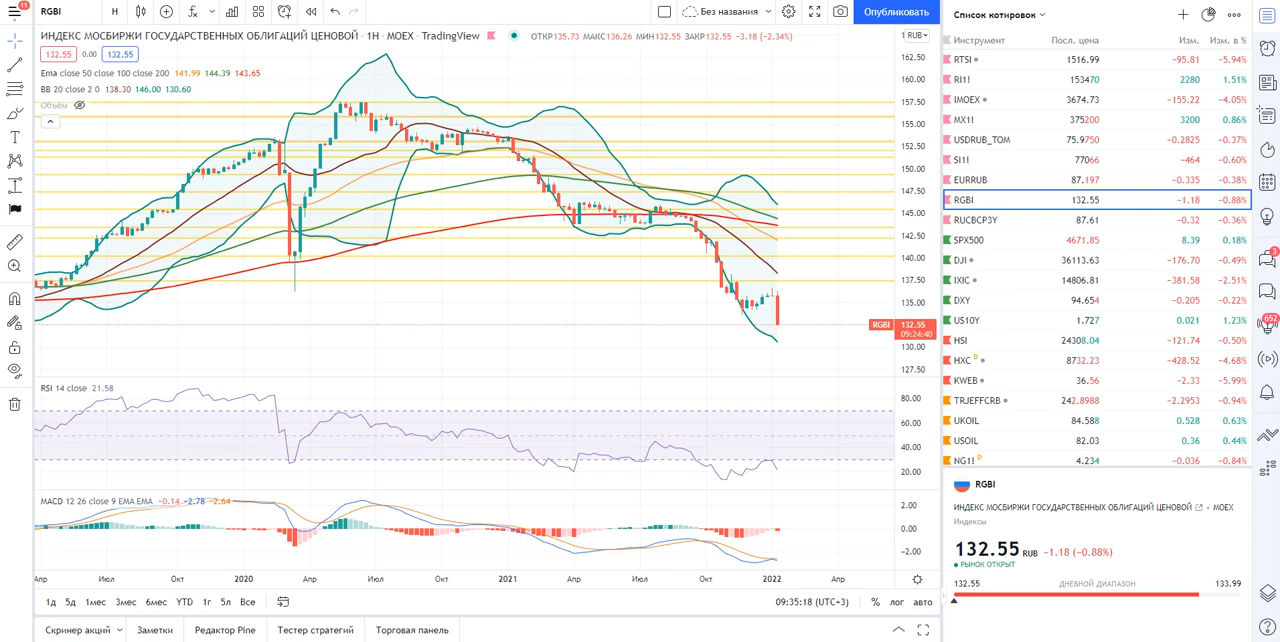 11
RGBI
Н
Без названия
Опубликовать
ИНДЕКС МОСБИРЖИ ГОСУДАРСТВЕННЫХ ОБЛИГАЦИЙ ЦЕНОВОЙ · 1Н · MOEX · TradingView ОТКР135.73 МАКС136.26 МИН132.55 ЗАКР132.55 −3.18 (−2.34%)
132.55 0.00 132.55
Ema close 50 close 100 close 200 141.99 144.39 143.65
BB 20 close 2 0 138.30 146.00 130.60
Объём
RUB
162.50
160.00
157.50
155.00
152.50
150.00
147.50
145.00
142.50
140.00
137.50
135.00
RGBI 132.55
09:24:40
130.00
127.50
RSI 14 close 21.58
80.00
60.00
40.00
20.00
MACD 12 26 close 9 EMA EMA −0.14 −2.78 −2.64
2.00
0.00
−2.00
Апр Июл Окт 2020 Апр Июл Окт 2021 Апр Июл Окт 2022 Апр
1д 5д 1мес 3мес 6мес YTD 1г 5л Все
09:35:18 (UTC+3) % лог авто
Скринер акций Заметки Редактор Pine Тестер стратегий Торговая панель
Список котировок
Инструмент Посл. цена Изм. Изм. в %
RTSI 1516.99 −95.81 −5.94%
RI1! 153470 2280 1.51%
IMOEX 3674.73 −155.22 −4.05%
MX1! 375200 3200 0.86%
USDRUB_TOM 75.9750 −0.2825 −0.37%
SI1! 77066 −464 −0.60%
EURRUB 87.197 −0.335 −0.38%
RGBI 132.55 −1.18 −0.88%
RUCBCP3Y 87.61 −0.32 −0.36%
SPX500 4671.85 8.39 0.18%
DJI 36113.63 −176.70 −0.49%
IXIC 14806.81 −381.58 −2.51%
DXY 94.654 −0.205 −0.22%
US10Y 1.727 0.021 1.23%
HSI 24308.04 −121.74 −0.50%
HXC D 8732.23 −428.52 −4.68%
KWEB 36.56 −2.33 −5.99%
TRJEFFCRB 242.8988 −2.2953 −0.94%
UKOIL 84.588 0.528 0.63%
USOIL 82.03 0.36 0.44%
NG1! D 4.234 −0.036 −0.84%
RGBI
ИНДЕКС МОСБИРЖИ ГОСУДАРСТВЕННЫХ ОБЛИГАЦИЙ ЦЕНОВОЙ · MOEX
Индексы
132.55 RUB −1.18 (−0.88%)
РЫНОК ОТКРЫТ
132.55 ДНЕВНОЙ ДИАПАЗОН 133.99
3
652